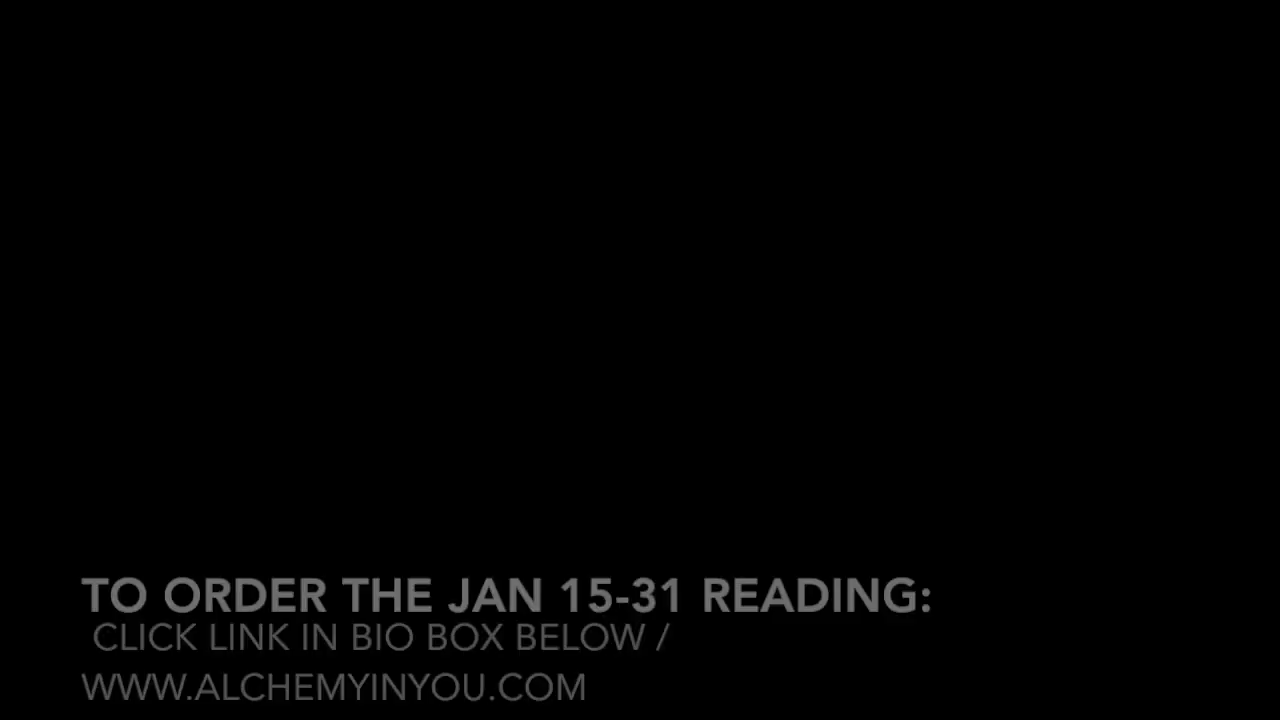 TO ORDER THE JAN 15-31 READING:
CLICK LINK IN BIO BOX BELOW /
WWW.ALCHEMYINYOU.COM